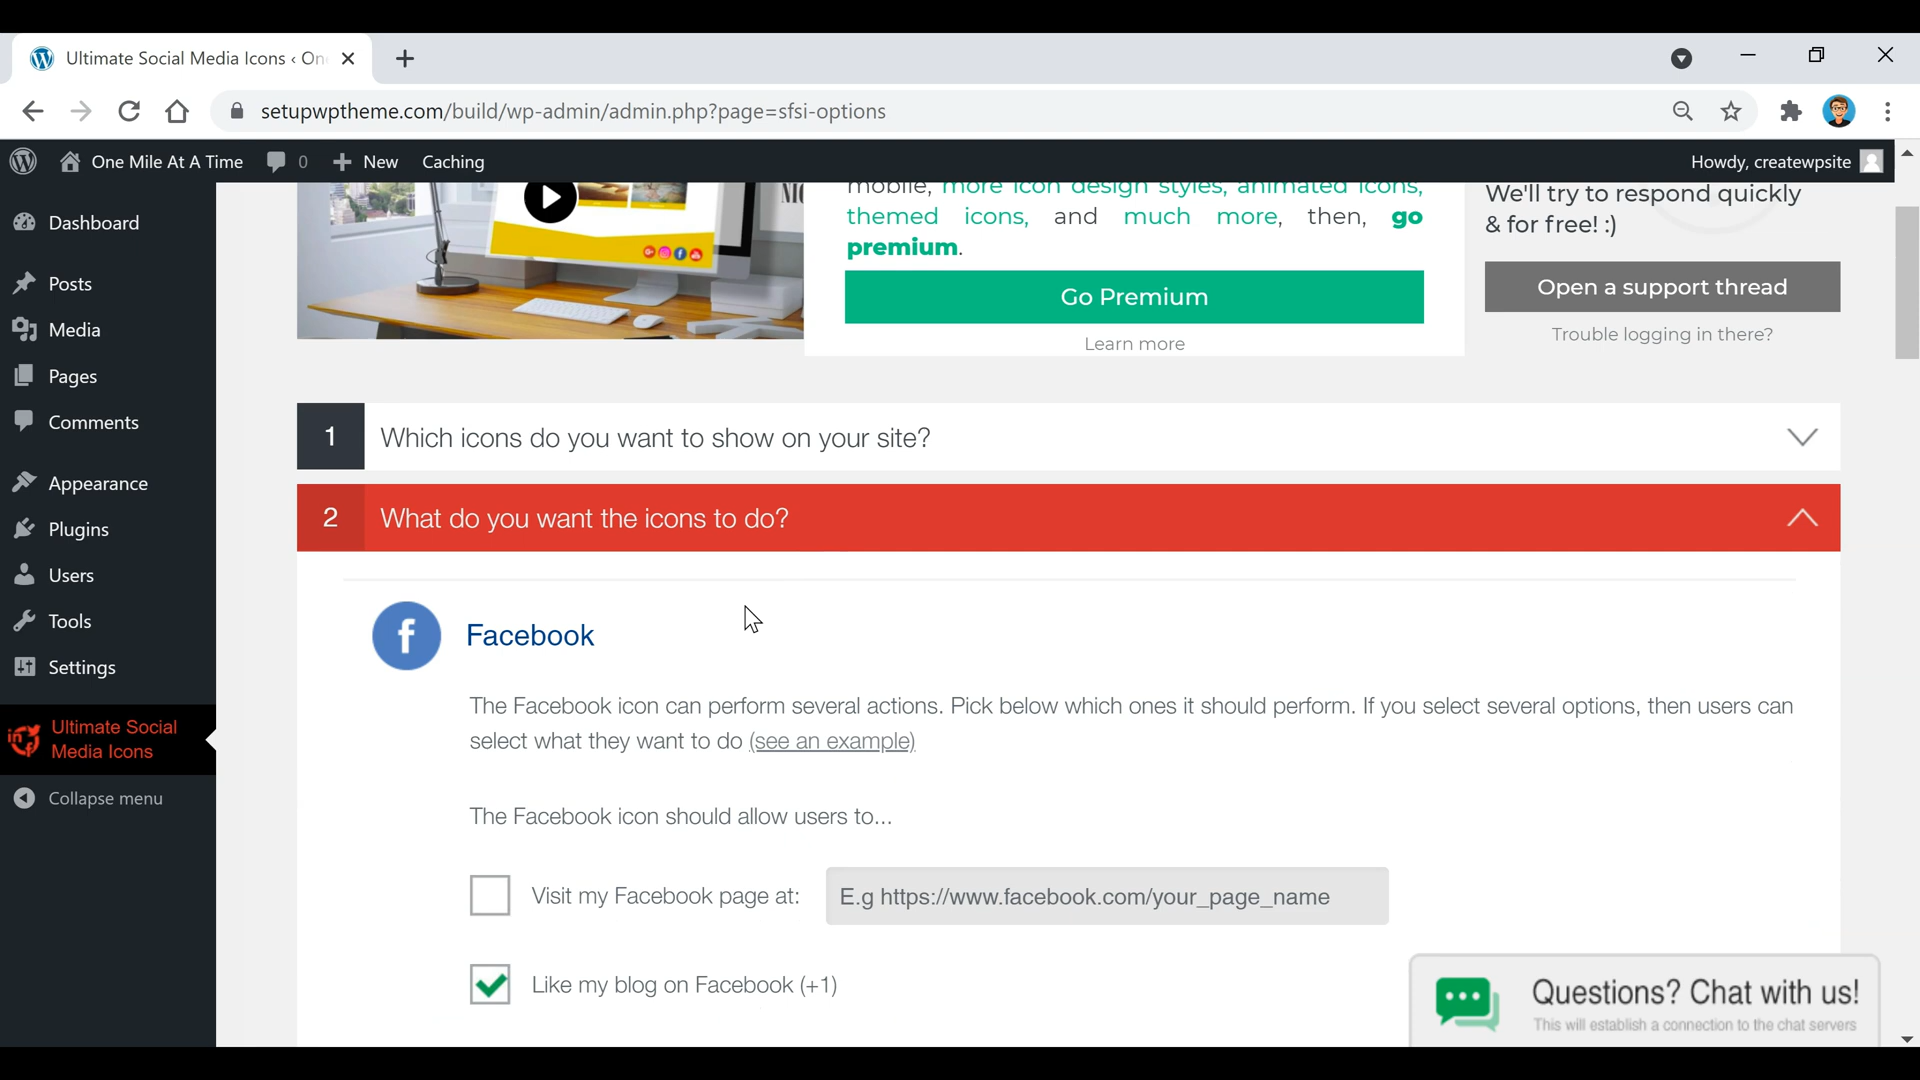 Ultimate Social Media Icons ‹ On
setupwptheme.com/build/wp-admin/admin.php?page=sfsi-options
One Mile At A Time 0 New Caching Howdy, createwpsite
Dashboard
Posts
Media
Pages
Comments
Appearance
Plugins
Users
Tools
Settings
Ultimate Social
Media Icons
Collapse menu
mobile, more icon design styles, animated icons,
themed icons, and much more, then, go
premium.
Go Premium
Learn more
We'll try to respond quickly
& for free! :)
Open a support thread
Trouble logging in there?
1 Which icons do you want to show on your site?
2 What do you want the icons to do?
Facebook
The Facebook icon can perform several actions. Pick below which ones it should perform. If you select several options, then users can
select what they want to do (see an example)
The Facebook icon should allow users to...
Visit my Facebook page at: E.g https://www.facebook.com/your_page_name
Like my blog on Facebook (+1)
Questions? Chat with us!
This will establish a connection to the chat servers